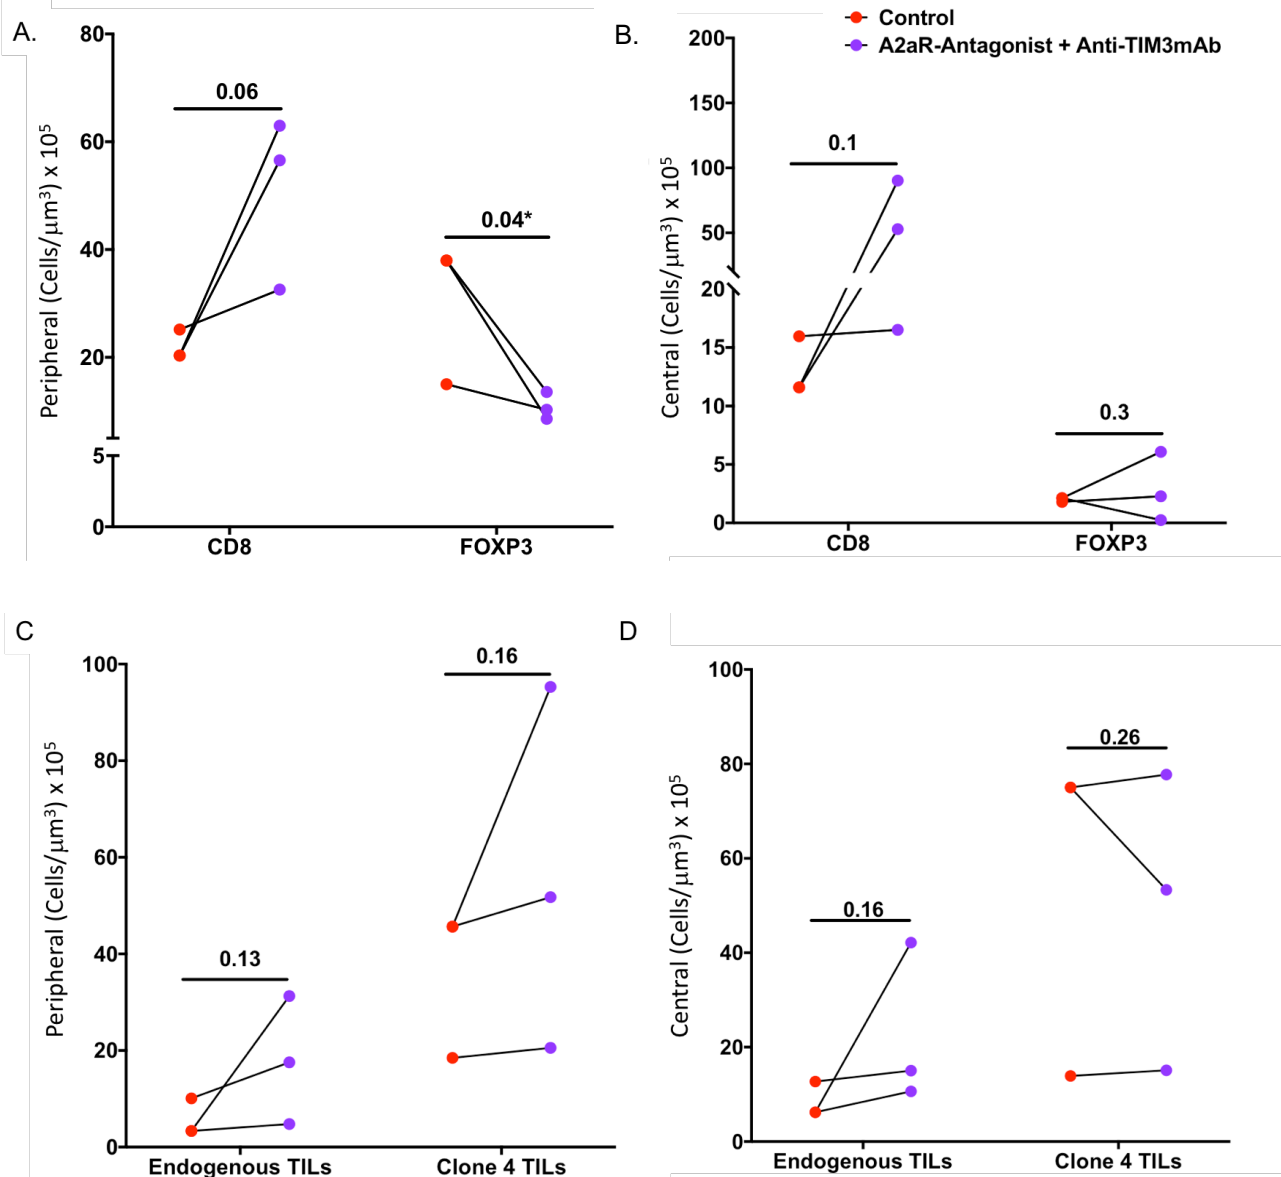 A.
80
60
40
20
5
0
Peripheral (Cells/μm³) x 10⁵
0.06
0.04*
CD8
FOXP3
B.
Control
A2aR-Antagonist + Anti-TIM3mAb
200
150
100
50
20
15
10
5
0
Central (Cells/μm³) x 10⁵
0.1
0.3
CD8
FOXP3
C
100
80
60
40
20
0
Peripheral (Cells/μm³) x 10⁵
0.13
0.16
Endogenous TILs
Clone 4 TILs
D
100
80
60
40
20
0
Central (Cells/μm³) x 10⁵
0.16
0.26
Endogenous TILs
Clone 4 TILs